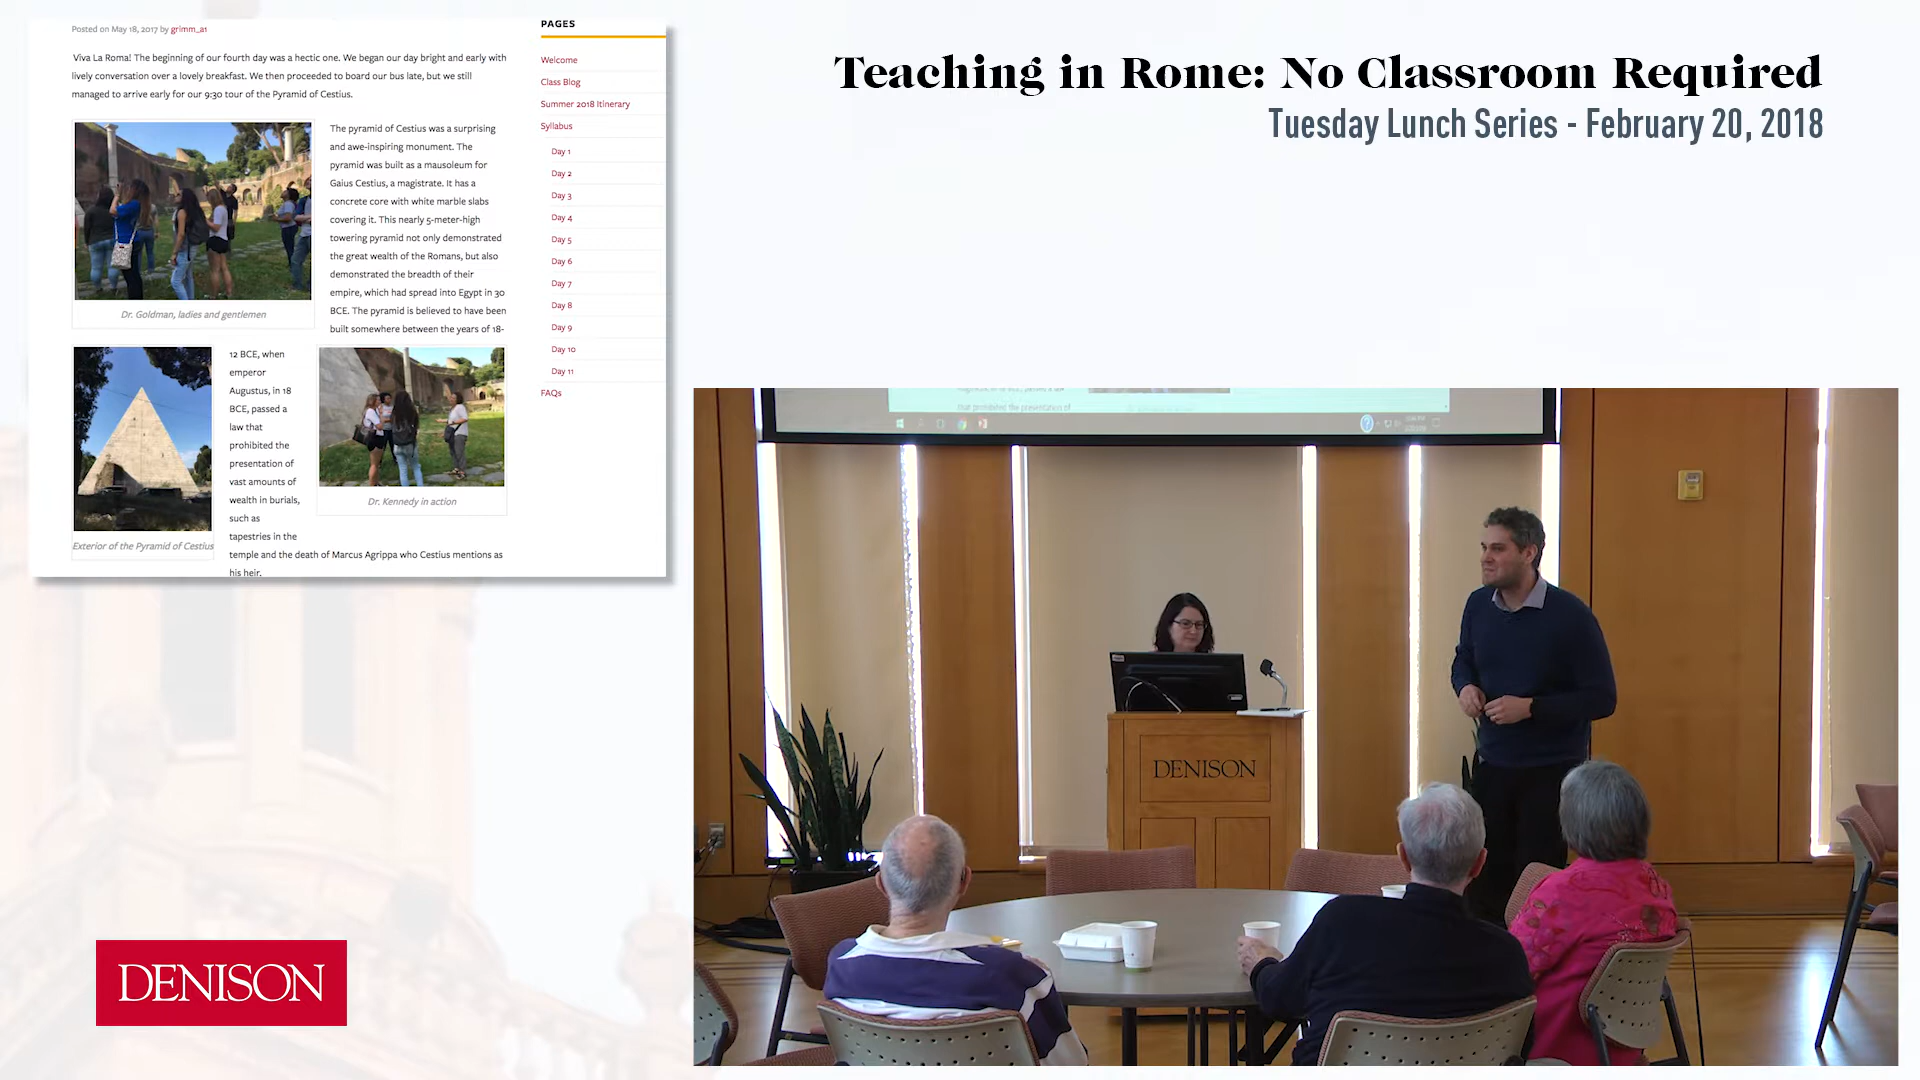 Posted on May 18, 2017 by grimm_a1
Viva La Roma! The beginning of our fourth day was a hectic one. We began our day bright and early with
lively conversation over a lovely breakfast. We then proceeded to board our bus late, but we still
managed to arrive early for our 9:30 tour of the Pyramid of Cestius.
The pyramid of Cestius was a surprising
and awe-inspiring monument. The
pyramid was built as a mausoleum for
Gaius Cestius, a magistrate. It has a
concrete core with white marble slabs
covering it. This nearly 5-meter-high
towering pyramid not only demonstrated
the great wealth of the Romans, but also
demonstrated the breadth of their
empire, which had spread into Egypt in 30
BCE. The pyramid is believed to have been
built somewhere between the years of 18-
Dr. Goldman, ladies and gentlemen
12 BCE, when
emperor
Augustus, in 18
BCE, passed a
law that
prohibited the
presentation of
vast amounts of
wealth in burials,
such as
tapestries in the
temple and the death of Marcus Agrippa who Cestius mentions as
his heir.
Dr. Kennedy in action
Exterior of the Pyramid of Cestius
PAGES
Welcome
Class Blog
Summer 2018 Itinerary
Syllabus
Day 1
Day 2
Day 3
Day 4
Day 5
Day 6
Day 7
Day 8
Day 9
Day 10
Day 11
FAQs
Teaching in Rome: No Classroom Required
Tuesday Lunch Series - February 20, 2018
that prohibited the presentation of
DENISON
DENISON